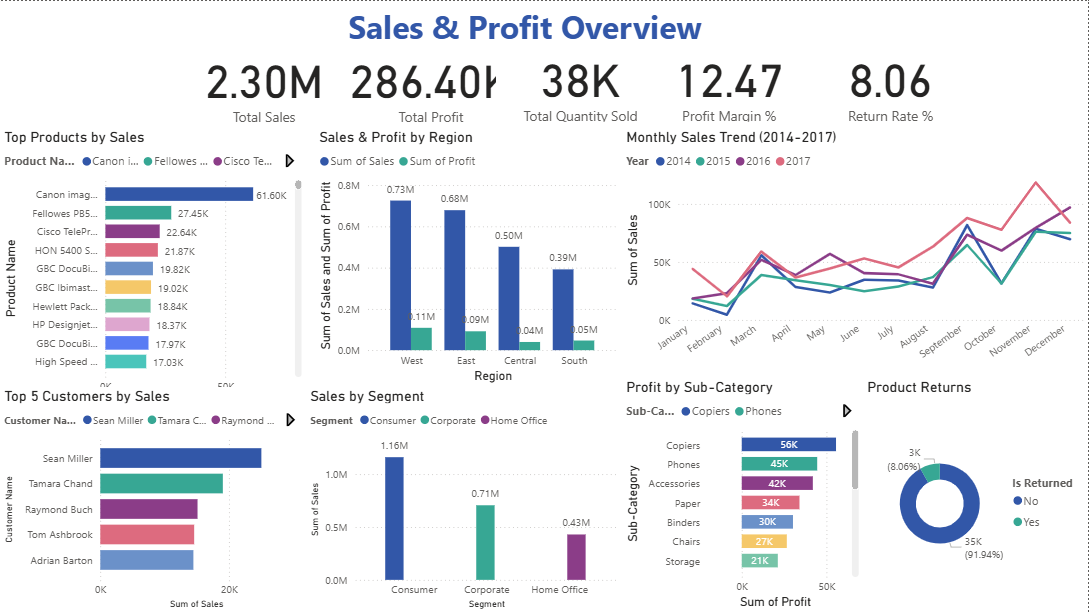 Sales & Profit Overview
2.30M
286.40K
38K
12.47
8.06
Total Sales
Total Profit
Total Quantity Sold
Profit Margin %
Return Rate %
Top Products by Sales
Product Na... Canon i... Fellowes ... Cisco Te...
Product Name
Canon imag... 61.60K
Fellowes PB5... 27.45K
Cisco TelePr... 22.64K
HON 5400 S... 21.87K
GBC DocuBi... 19.82K
GBC Ibimast... 19.02K
Hewlett Pack... 18.84K
HP Designjet... 18.37K
GBC DocuBi... 17.97K
High Speed ... 17.03K
0K 50K
Sales & Profit by Region
Sum of Sales Sum of Profit
Sum of Sales and Sum of Profit
0.8M
0.6M
0.4M
0.2M
0.0M
0.73M 0.68M 0.50M 0.39M
0.11M 0.09M 0.04M 0.05M
West East Central South
Region
Monthly Sales Trend (2014-2017)
Year 2014 2015 2016 2017
Sum of Sales
100K
50K
0K
January February March April May June July August September October November December
Top 5 Customers by Sales
Customer Na... Sean Miller Tamara C... Raymond ...
Customer Name
Sean Miller
Tamara Chand
Raymond Buch
Tom Ashbrook
Adrian Barton
0K 20K
Sum of Sales
Sales by Segment
Segment Consumer Corporate Home Office
Sum of Sales
1.0M
0.5M
0.0M
1.16M 0.71M 0.43M
Consumer Corporate Home Office
Segment
Profit by Sub-Category
Sub-Ca... Copiers Phones
Sub-Category
Copiers 56K
Phones 45K
Accessories 42K
Paper 34K
Binders 30K
Chairs 27K
Storage 21K
0K 50K
Sum of Profit
Product Returns
3K
(8.06%)
35K
(91.94%)
Is Returned
No
Yes